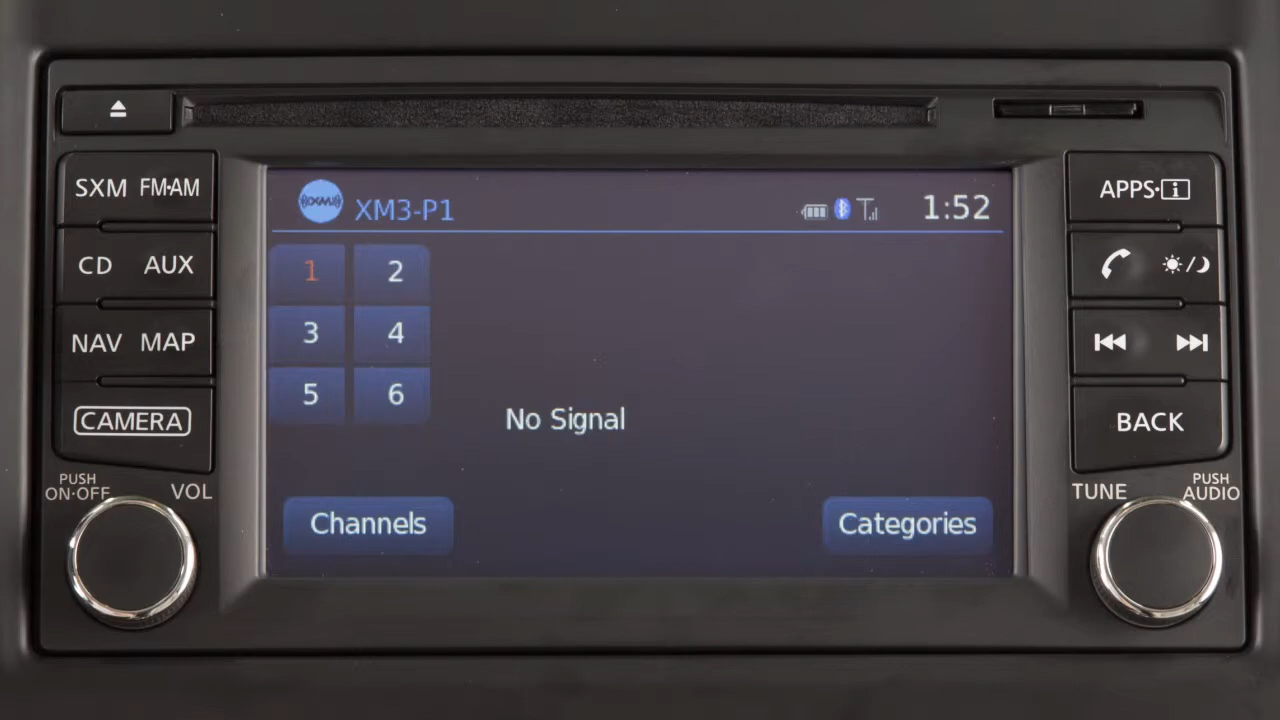 SXM FM·AM
CD AUX
NAV MAP
CAMERA
PUSH
ON·OFF
VOL
XM
XM3-P1
1:52
1 2
3 4
5 6
No Signal
Channels
Categories
APPS·i
BACK
TUNE
PUSH
AUDIO